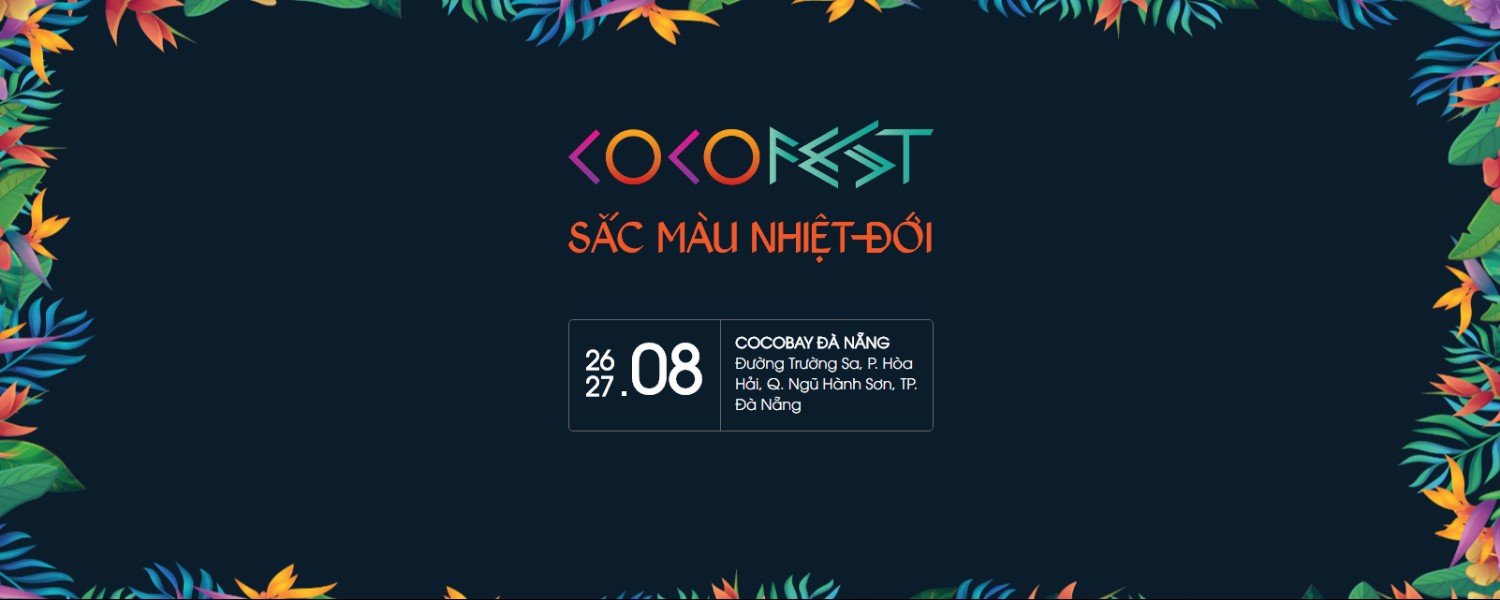 COCOFEST
SẮC MÀU NHIỆT ĐỚI
26
27 .08
COCOBAY ĐÀ NẴNG
Đường Trường Sa, P. Hòa
Hải, Q. Ngũ Hành Sơn, TP.
Đà Nẵng